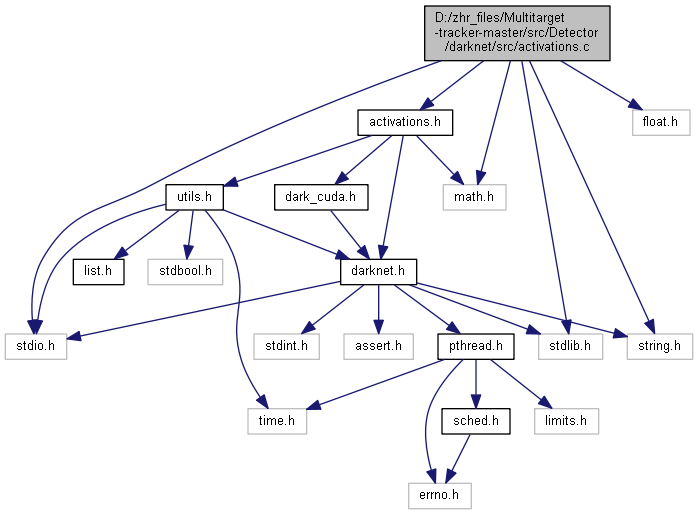 D:/zhr_files/Multitarget
-tracker-master/src/Detector
/darknet/src/activations.c
activations.h
float.h
utils.h
dark_cuda.h
math.h
list.h
stdbool.h
darknet.h
stdio.h
stdint.h
assert.h
pthread.h
stdlib.h
string.h
time.h
sched.h
limits.h
errno.h